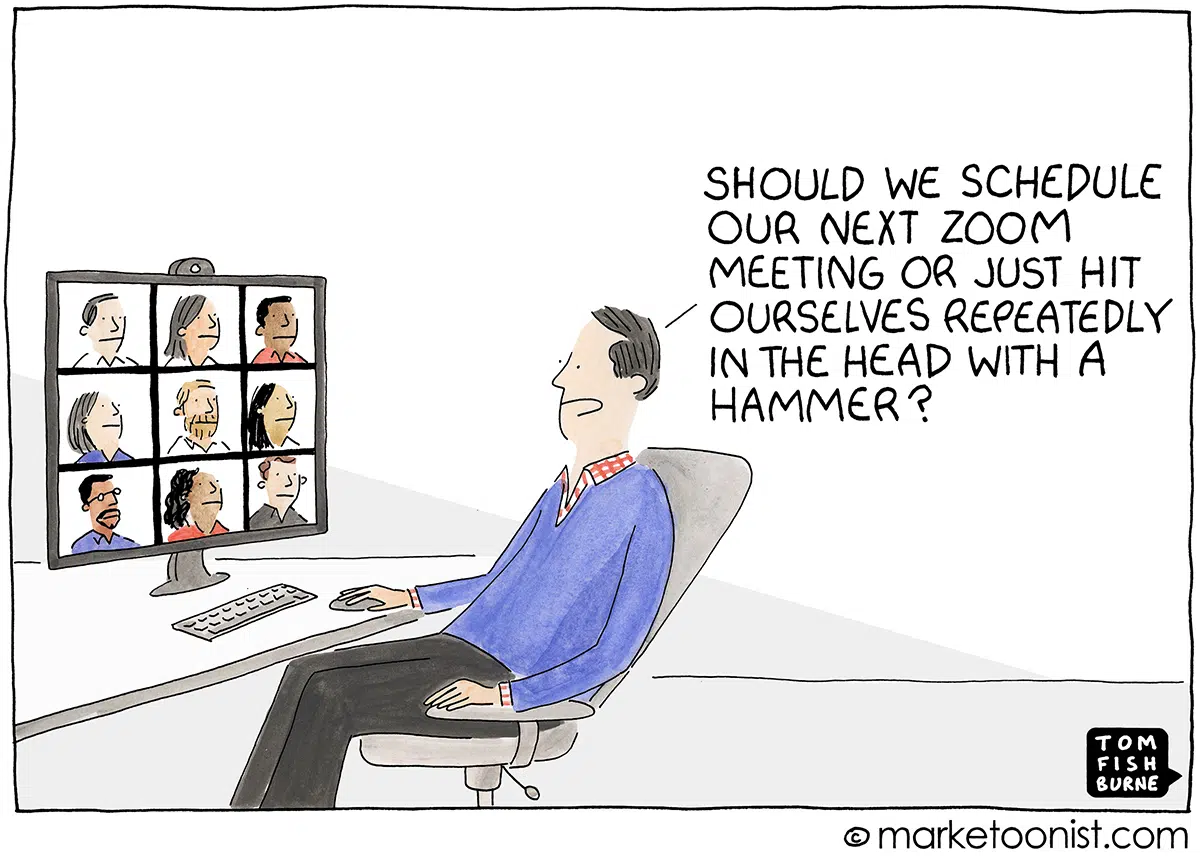 SHOULD WE SCHEDULE
OUR NEXT ZOOM
MEETING OR JUST HIT
OURSELVES REPEATEDLY
IN THE HEAD WITH A
HAMMER?
TOM
FISH
BURNE
© marketoonist.com